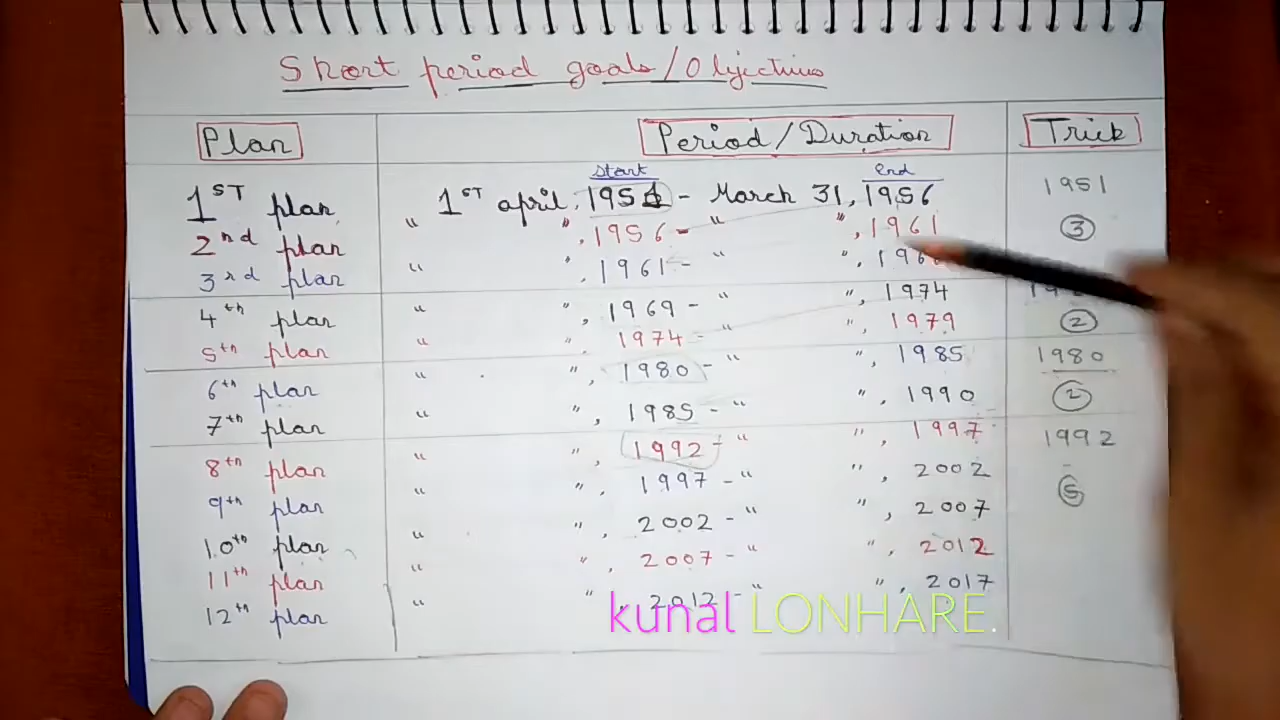 Short period goals/Objectives
Plan Period/Duration Trick
Start End
1ST plan 1ST april, 1951 - March 31, 1956 1951
2nd plan " ", 1956 - " ", 1961 3
3rd plan " ", 1961 - " ",
4th plan " ", 1969 - " ", 1974
5th plan " ", 1974 - " ", 1979 2
6th plan " ", 1980 - " ", 1985 1980
7th plan " ", 1985 - " ", 1990 2
8th plan " ", 1992 - " ", 1997 1992
9th plan " ", 1997 - " ", 2002 5
10th plan " ", 2002 - " ", 2007
11th plan " ", 2007 - " ", 2012
12th plan " ", 2012 - " ", 2017
kunal LONHARE.